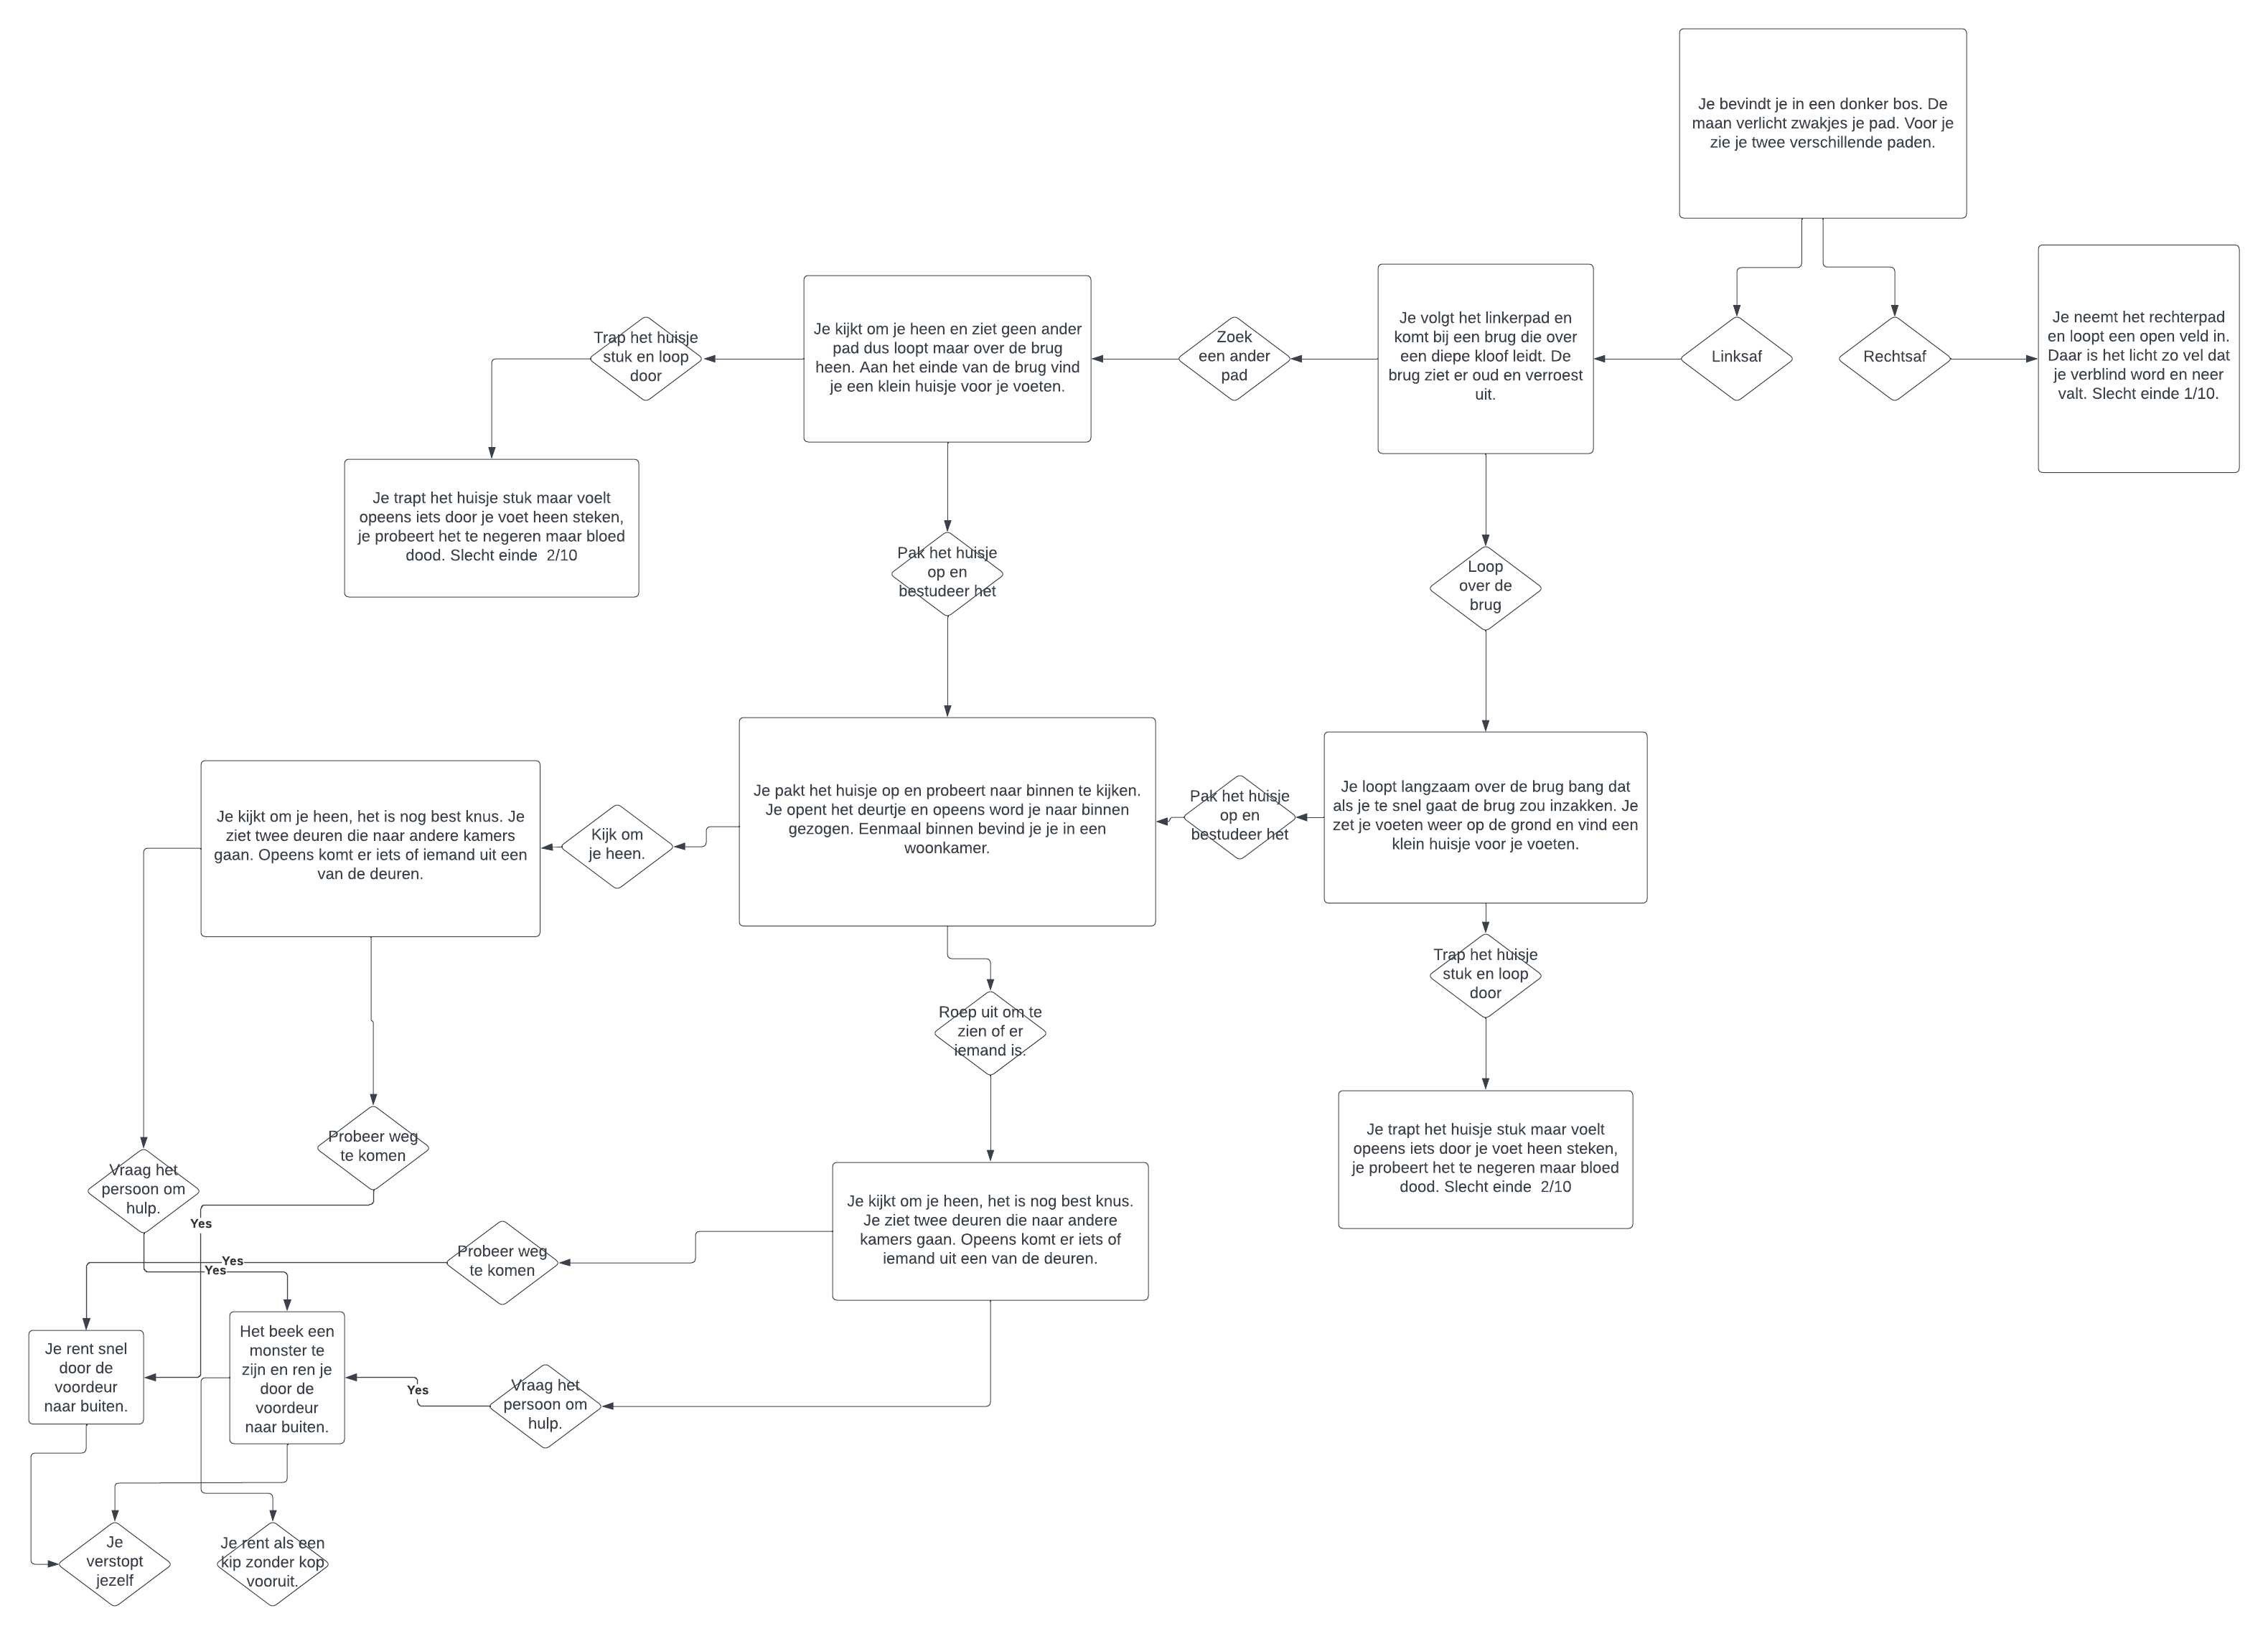 Je bevindt je in een donker bos. De
maan verlicht zwakjes je pad. Voor je
zie je twee verschillende paden.
Trap het huisje
stuk en loop
door
Je kijkt om je heen en ziet geen ander
pad dus loopt maar over de brug
heen. Aan het einde van de brug vind
je een klein huisje voor je voeten.
Zoek
een ander
pad
Je volgt het linkerpad en
komt bij een brug die over
een diepe kloof leidt. De
brug ziet er oud en verroest
uit.
Linksaf
Rechtsaf
Je neemt het rechterpad
en loopt een open veld in.
Daar is het licht zo vel dat
je verblind word en neer
valt. Slecht einde 1/10.
Je trapt het huisje stuk maar voelt
opeens iets door je voet heen steken,
je probeert het te negeren maar bloed
dood. Slecht einde  2/10
Pak het huisje
op en
bestudeer het
Loop
over de
brug
Je kijkt om je heen, het is nog best knus. Je
ziet twee deuren die naar andere kamers
gaan. Opeens komt er iets of iemand uit een
van de deuren.
Kijk om
je heen.
Je pakt het huisje op en probeert naar binnen te kijken.
Je opent het deurtje en opeens word je naar binnen
gezogen. Eenmaal binnen bevind je je in een
woonkamer.
Pak het huisje
op en
bestudeer het
Je loopt langzaam over de brug bang dat
als je te snel gaat de brug zou inzakken. Je
zet je voeten weer op de grond en vind een
klein huisje voor je voeten.
Trap het huisje
stuk en loop
door
Roep uit om te
zien of er
iemand is.
Probeer weg
te komen
Vraag het
persoon om
hulp.
Je trapt het huisje stuk maar voelt
opeens iets door je voet heen steken,
je probeert het te negeren maar bloed
dood. Slecht einde  2/10
Je kijkt om je heen, het is nog best knus.
Je ziet twee deuren die naar andere
kamers gaan. Opeens komt er iets of
iemand uit een van de deuren.
Yes
Probeer weg
te komen
Yes
Yes
Je rent snel
door de
voordeur
naar buiten.
Het beek een
monster te
zijn en ren je
door de
voordeur
naar buiten.
Yes
Vraag het
persoon om
hulp.
Je
verstopt
jezelf
Je rent als een
kip zonder kop
vooruit.